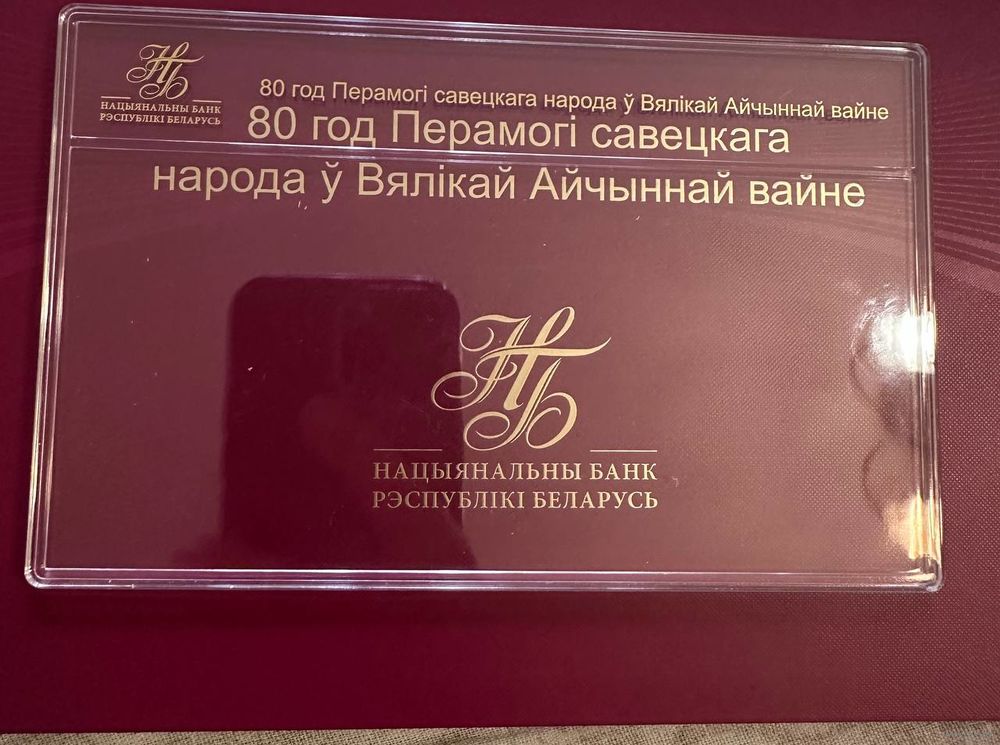 НАЦЫЯНАЛЬНЫ БАНК
РЭСПУБЛІКІ БЕЛАРУСЬ
80 год Перамогі савецкага народа ў Вялікай Айчыннай вайне
80 год Перамогі савецкага
народа ў Вялікай Айчыннай вайне
НБ
НАЦЫЯНАЛЬНЫ БАНК
РЭСПУБЛІКІ БЕЛАРУСЬ